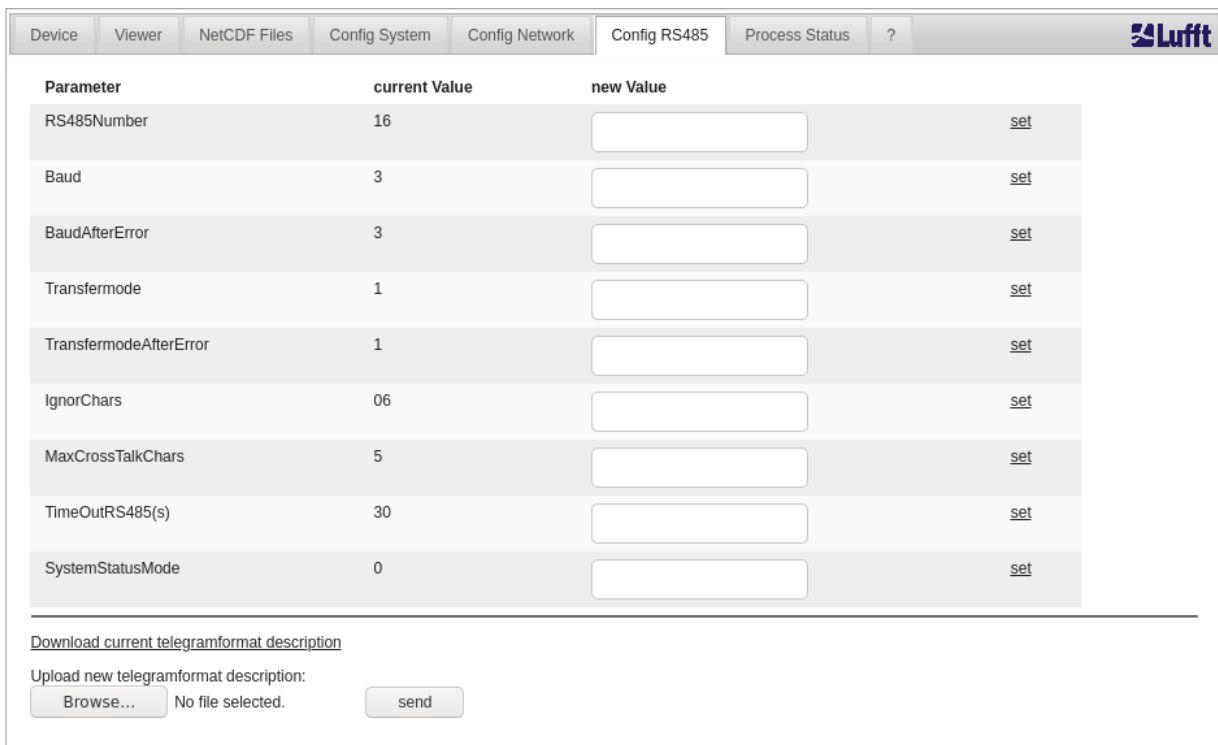 Device Viewer NetCDF Files Config System Config Network Config RS485 Process Status ? Lufft
Parameter current Value new Value
RS485Number 16 set
Baud 3 set
BaudAfterError 3 set
Transfermode 1 set
TransfermodeAfterError 1 set
IgnorChars 06 set
MaxCrossTalkChars 5 set
TimeOutRS485(s) 30 set
SystemStatusMode 0 set
Download current telegramformat description
Upload new telegramformat description:
Browse... No file selected. send